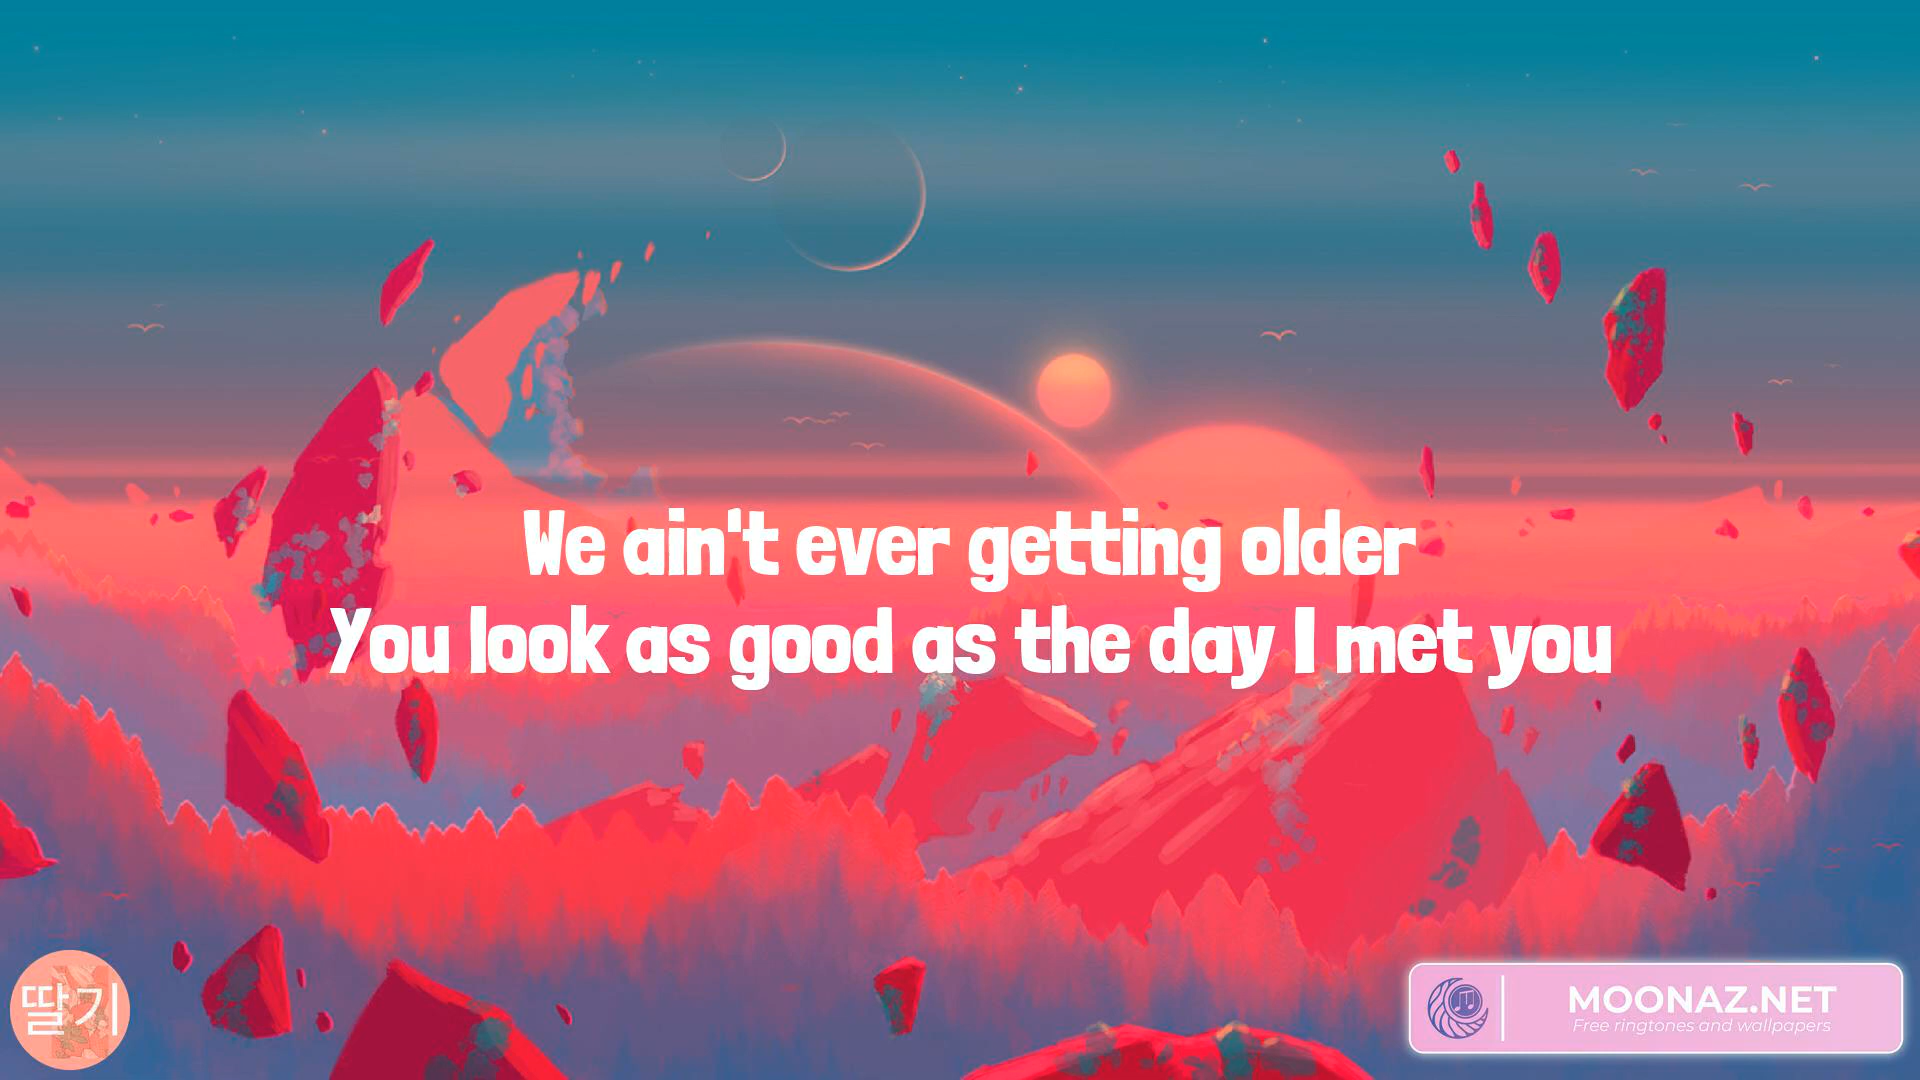 We ain't ever getting older
You look as good as the day I met you
딸기
MOONAZ.NET
Free ringtones and wallpapers